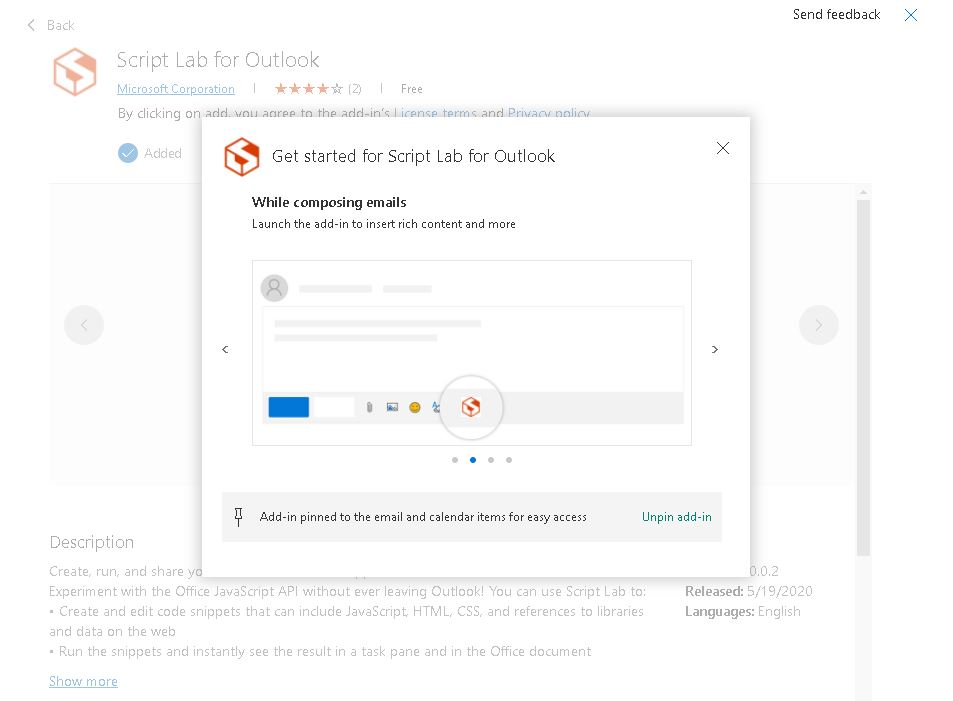 Send feedback
Back
Script Lab for Outlook
Microsoft Corporation (2) Free
By clicking on add, you agree to the add-in's License terms and Privacy policy
Added
Get started for Script Lab for Outlook
While composing emails
Launch the add-in to insert rich content and more
Add-in pinned to the email and calendar items for easy access Unpin add-in
Description
Create, run, and share yo
0.0.2
Experiment with the Office JavaScript API without ever leaving Outlook! You can use Script Lab to:
Released: 5/19/2020
• Create and edit code snippets that can include JavaScript, HTML, CSS, and references to libraries
Languages: English
and data on the web
• Run the snippets and instantly see the result in a task pane and in the Office document
Show more